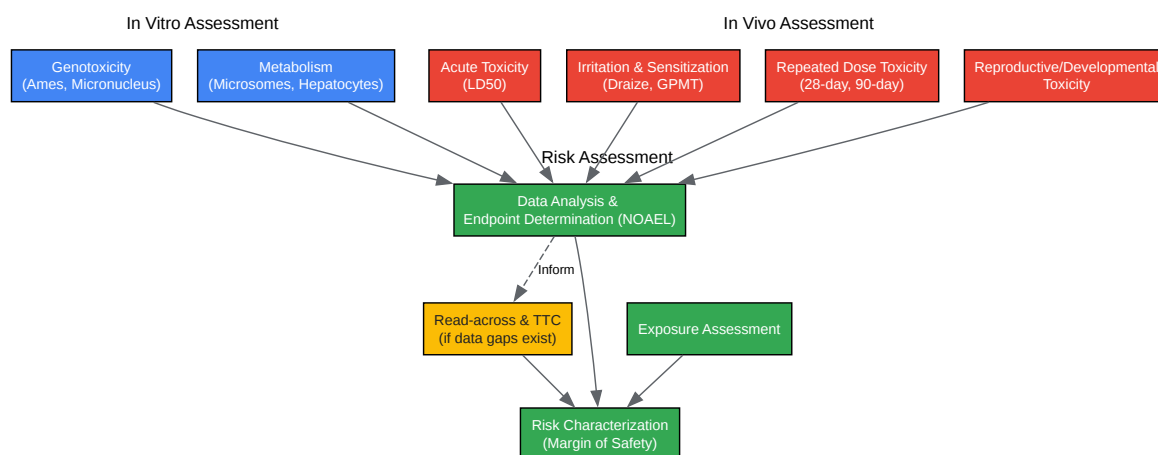 In Vitro Assessment
In Vivo Assessment
Genotoxicity
(Ames, Micronucleus)
Metabolism
(Microsomes, Hepatocytes)
Acute Toxicity
(LD50)
Irritation & Sensitization
(Draize, GPMT)
Repeated Dose Toxicity
(28-day, 90-day)
Reproductive/Developmental
Toxicity
Risk Assessment
Data Analysis &
Endpoint Determination (NOAEL)
Inform
Read-across & TTC
(if data gaps exist)
Exposure Assessment
Risk Characterization
(Margin of Safety)